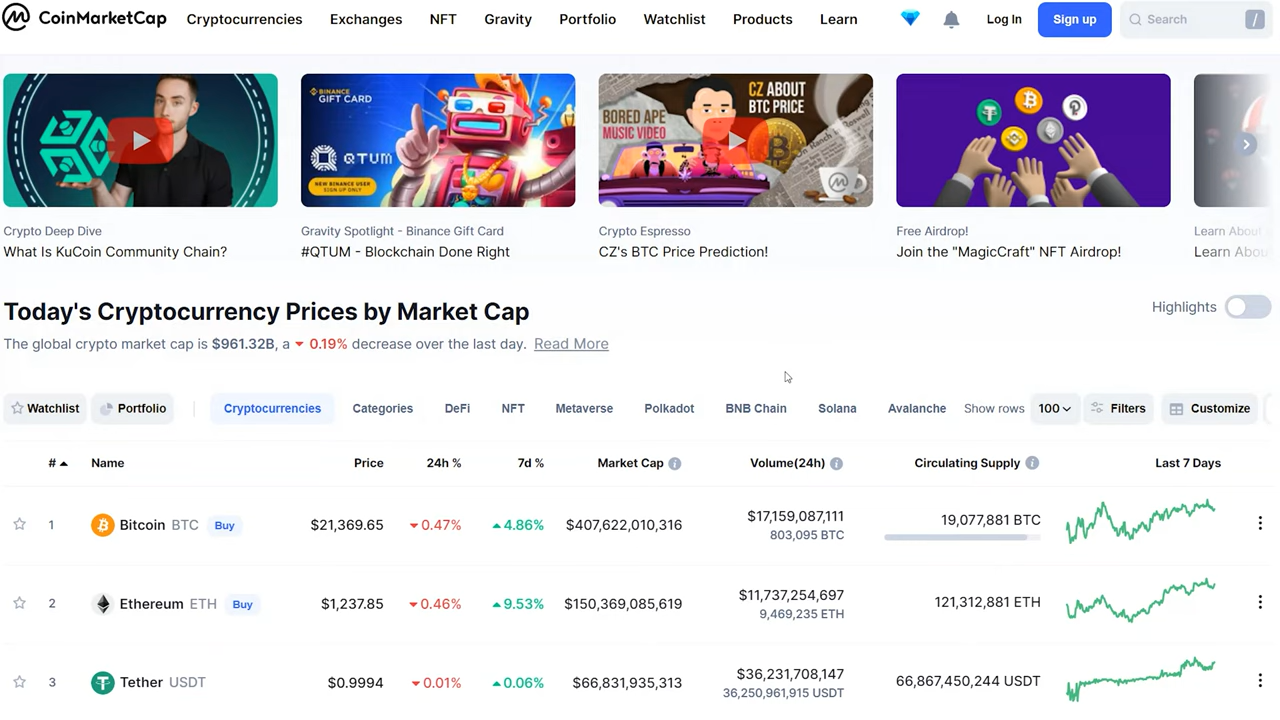 CoinMarketCap Cryptocurrencies Exchanges NFT Gravity Portfolio Watchlist Products Learn Log In Sign up Search /
BINANCE
GIFT CARD
QTUM
NEW BINANCE USER
SIGN UP ONLY
CZ ABOUT
BTC PRICE
BORED APE
MUSIC VIDEO
Crypto Deep Dive
What Is KuCoin Community Chain?
Gravity Spotlight - Binance Gift Card
#QTUM - Blockchain Done Right
Crypto Espresso
CZ's BTC Price Prediction!
Free Airdrop!
Join the "MagicCraft" NFT Airdrop!
Learn About
Learn Abou
Today's Cryptocurrency Prices by Market Cap
Highlights
The global crypto market cap is $961.32B, a 0.19% decrease over the last day. Read More
Watchlist Portfolio Cryptocurrencies Categories DeFi NFT Metaverse Polkadot BNB Chain Solana Avalanche Show rows 100 Filters Customize
# Name Price 24h % 7d % Market Cap Volume(24h) Circulating Supply Last 7 Days
1 Bitcoin BTC Buy $21,369.65 0.47% 4.86% $407,622,010,316 $17,159,087,111 19,077,881 BTC
803,095 BTC
2 Ethereum ETH Buy $1,237.85 0.46% 9.53% $150,369,085,619 $11,737,254,697 121,312,881 ETH
9,469,235 ETH
3 Tether USDT $0.9994 0.01% 0.06% $66,831,935,313 $36,231,708,147 66,867,450,244 USDT
36,250,961,915 USDT